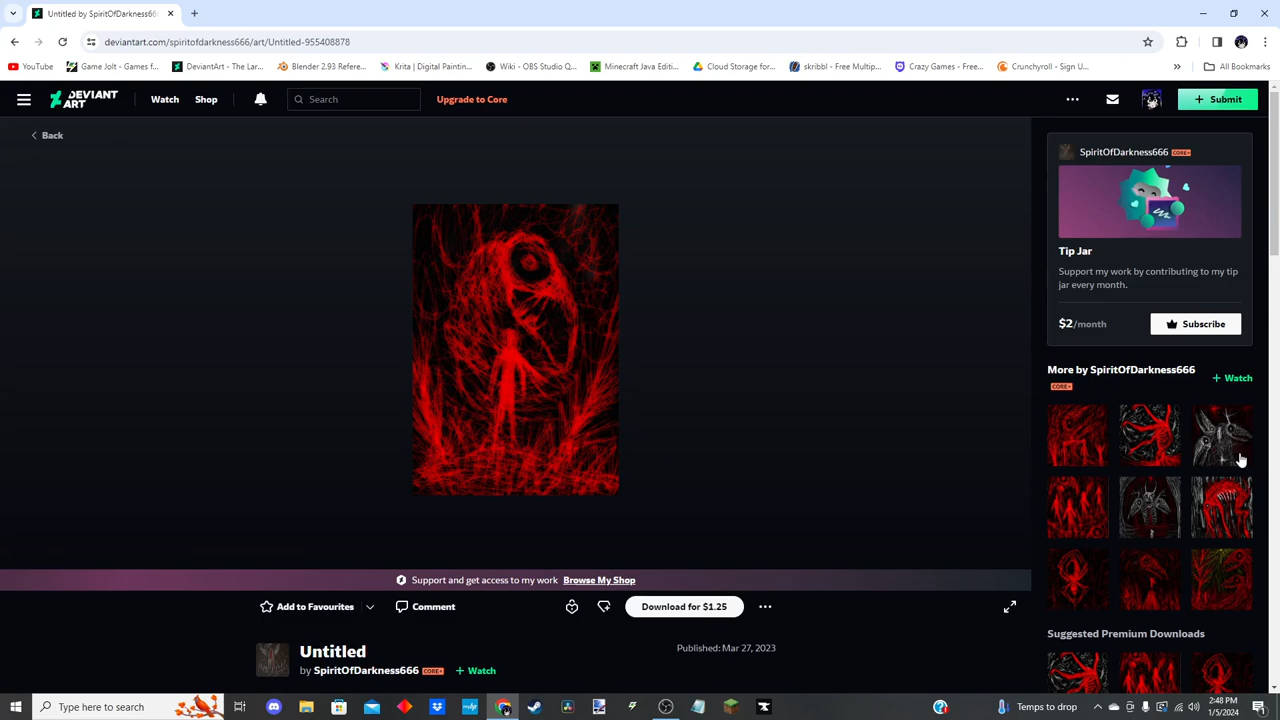 Untitled by SpiritOfDarkness66
deviantart.com/spiritofdarkness666/art/Untitled-955408878
YouTube
Game Jolt - Games f...
DeviantArt - The Lar...
Blender 2.93 Refere...
Krita | Digital Paintin...
Wiki - OBS Studio Q...
Minecraft Java Editi...
Cloud Storage for...
skribbl - Free Multip...
Crazy Games - Free...
Crunchyroll - Sign U...
»
All Bookmarks
DEVIANT ART
Watch
Shop
Search
Upgrade to Core
+ Submit
Back
SpiritOfDarkness666 CORE+
Tip Jar
Support my work by contributing to my tip
jar every month.
$2/month
Subscribe
More by SpiritOfDarkness666
CORE+
+ Watch
Suggested Premium Downloads
Support and get access to my work Browse My Shop
Add to Favourites
Comment
Download for $1.25
Untitled
by SpiritOfDarkness666 CORE+ + Watch
Published: Mar 27, 2023
Type here to search
Temps to drop
2:48 PM
1/5/2024